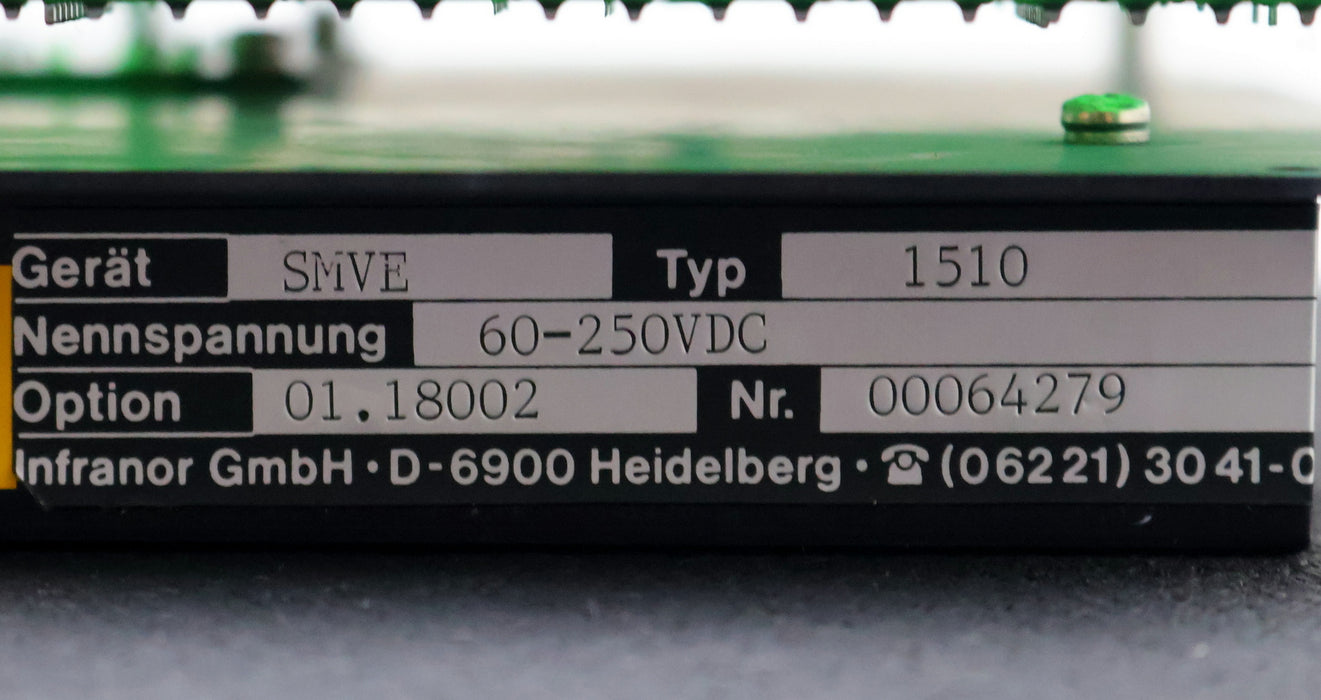 Gerät SMVE Typ 1510
Nennspannung 60-250VDC
Option 01.18002 Nr. 00064279
Infranor GmbH · D-6900 Heidelberg · ☎ (06221) 3041-0